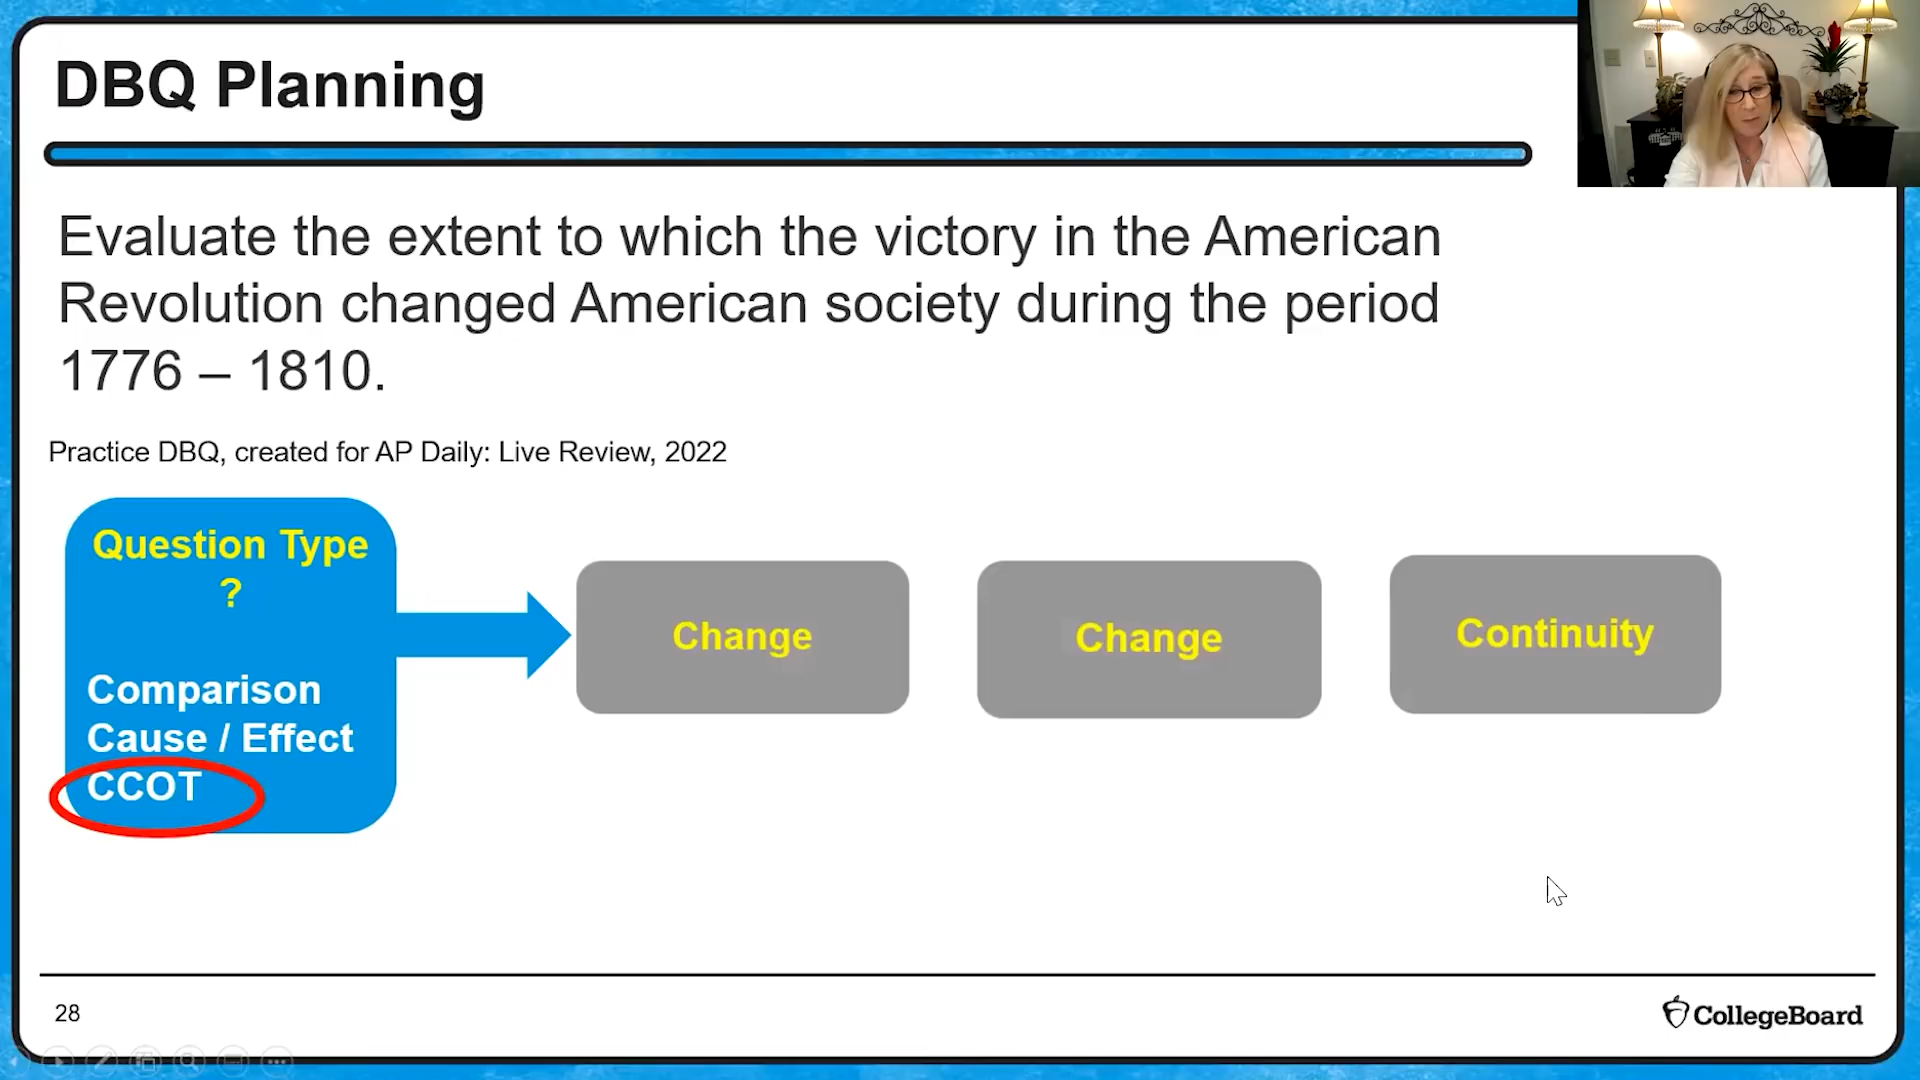 DBQ Planning
Evaluate the extent to which the victory in the American
Revolution changed American society during the period
1776 – 1810.
Practice DBQ, created for AP Daily: Live Review, 2022
Question Type
?
Comparison
Cause / Effect
CCOT
Change
Change
Continuity
28
CollegeBoard